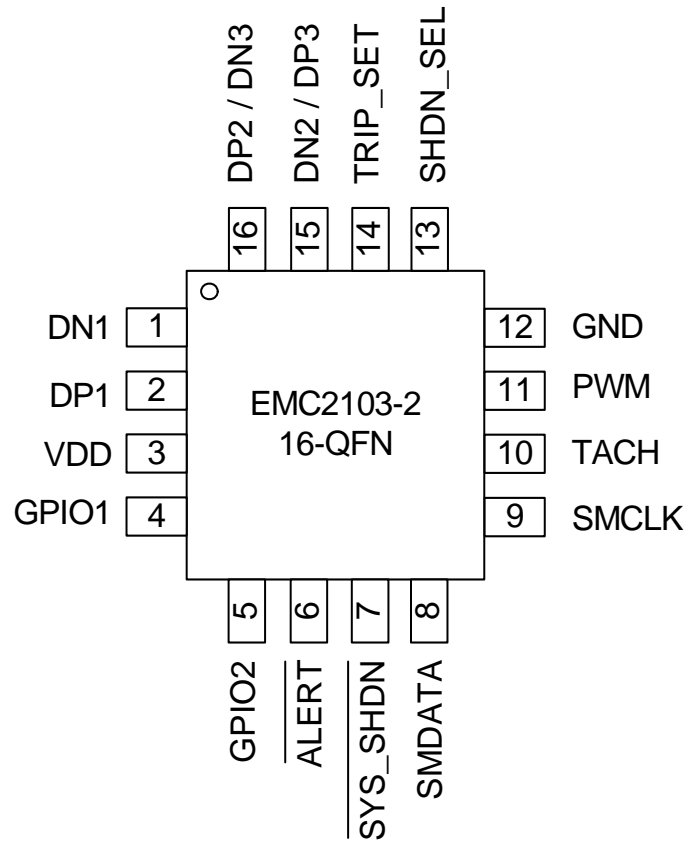 DP2 / DN3
DN2 / DP3
TRIP_SET
SHDN_SEL
16
15
14
13
DN1
1
12
GND
DP1
2
11
PWM
VDD
3
10
TACH
GPIO1
4
9
SMCLK
EMC2103-2
16-QFN
5
6
7
8
GPIO2
ALERT
SYS_SHDN
SMDATA